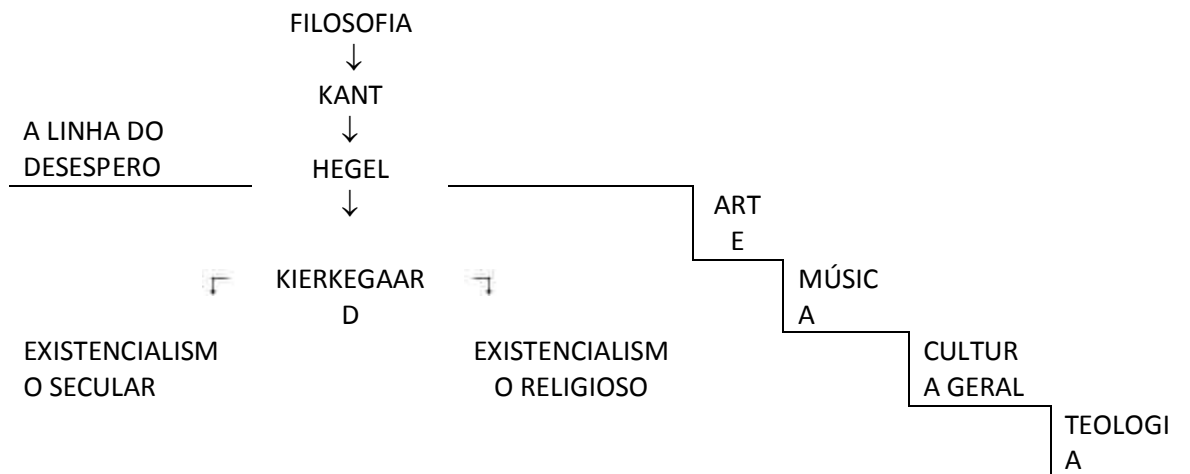 FILOSOFIA
↓
KANT
↓
A LINHA DO
DESESPERO
HEGEL
↓
ART
E
KIERKEGAAR
D
MÚSIC
A
EXISTENCIALISM
O SECULAR
EXISTENCIALISM
O RELIGIOSO
CULTUR
A GERAL
TEOLOGI
A